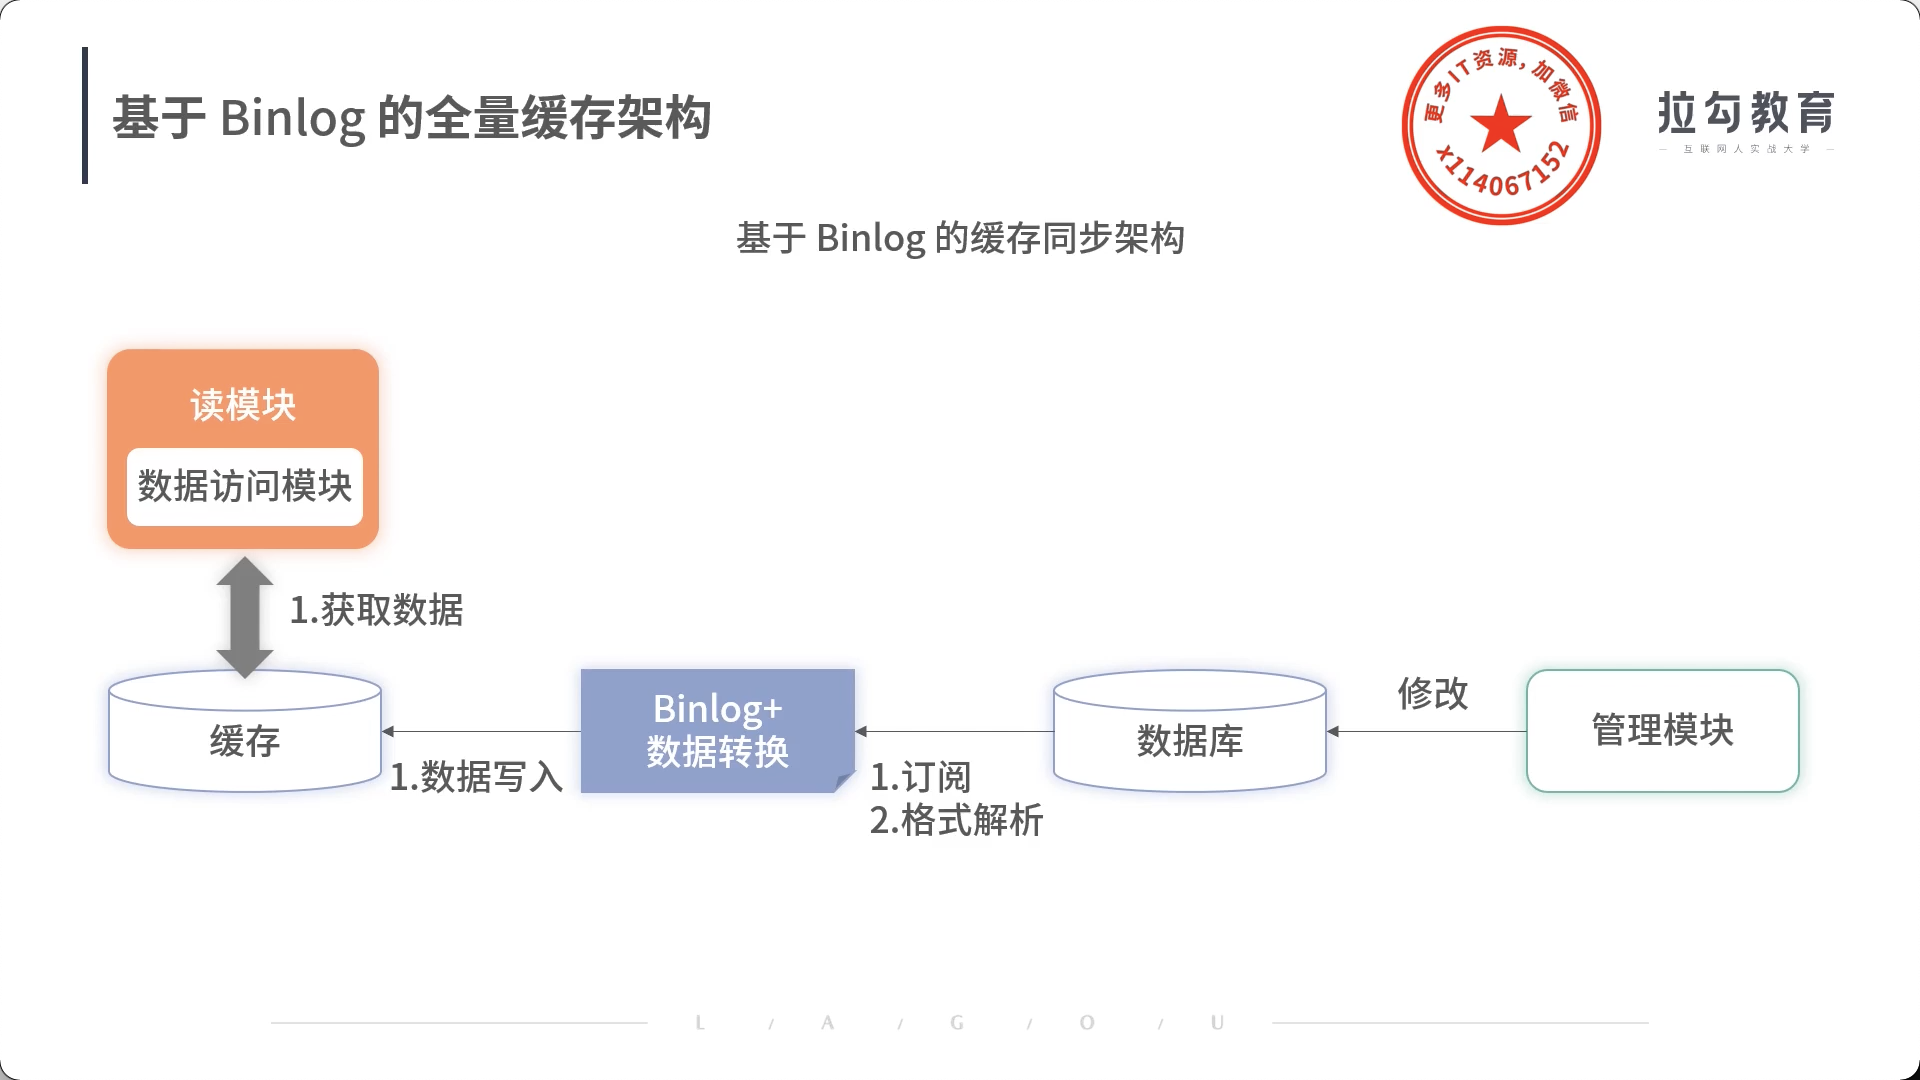 基于 Binlog 的全量缓存架构
更多IT资源,加微信
x114067152
拉勾教育
— 互联网人实战大学 —
基于 Binlog 的缓存同步架构
读模块
数据访问模块
1.获取数据
缓存
1.数据写入
Binlog+
数据转换
1.订阅
2.格式解析
数据库
修改
管理模块
L / A / G / O / U